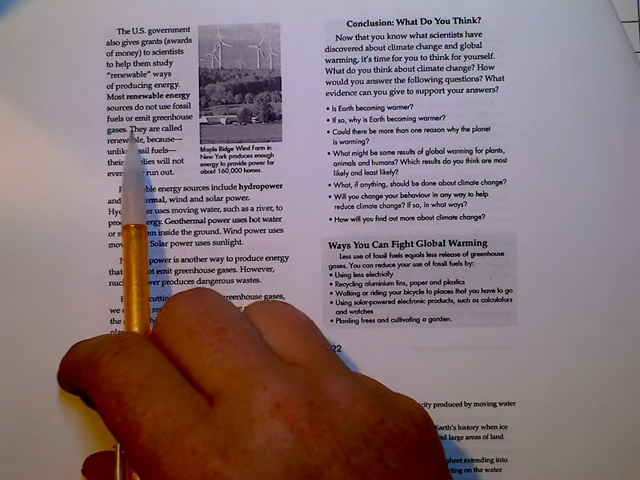 The U.S. government
also gives grants (awards
of money) to scientists
to help them study
"renewable" ways
of producing energy.
Most renewable energy
sources do not use fossil
fuels or emit greenhouse
gases. They are called
because—
fuels—
will not
run out.
Maple Ridge Wind Farm in
New York produces enough
energy to provide power for
about 160,000 homes.
energy sources include hydropower
wind and solar power.
uses moving water, such as a river, to
Geothermal power uses hot water
inside the ground. Wind power uses
Solar power uses sunlight.
power is another way to produce energy
emit greenhouse gases. However,
produces dangerous wastes.
greenhouse gases,
Conclusion: What Do You Think?
Now that you know what scientists have
discovered about climate change and global
warming, it's time for you to think for yourself.
What do you think about climate change? How
would you answer the following questions? What
evidence can you give to support your answers?
• Is Earth becoming warmer?
• If so, why is Earth becoming warmer?
• Could there be more than one reason why the planet
is warming?
• What might be some results of global warming for plants,
animals and humans? Which results do you think are most
likely and least likely?
• What, if anything, should be done about climate change?
• Will you change your behaviour in any way to help
reduce climate change? If so, in what ways?
• How will you find out more about climate change?
Ways You Can Fight Global Warming
Less use of fossil fuels equals less release of greenhouse
gases. You can reduce your use of fossil fuels by:
• Using less electricity
• Recycling aluminium tins, paper and plastics
• Walking or riding your bicycle to places that you have to go
• Using solar-powered electronic products, such as calculators
and watches
• Planting trees and cultivating a garden.
22
produced by moving water
Earth's history when ice
large areas of land
sheet extending into
on the water